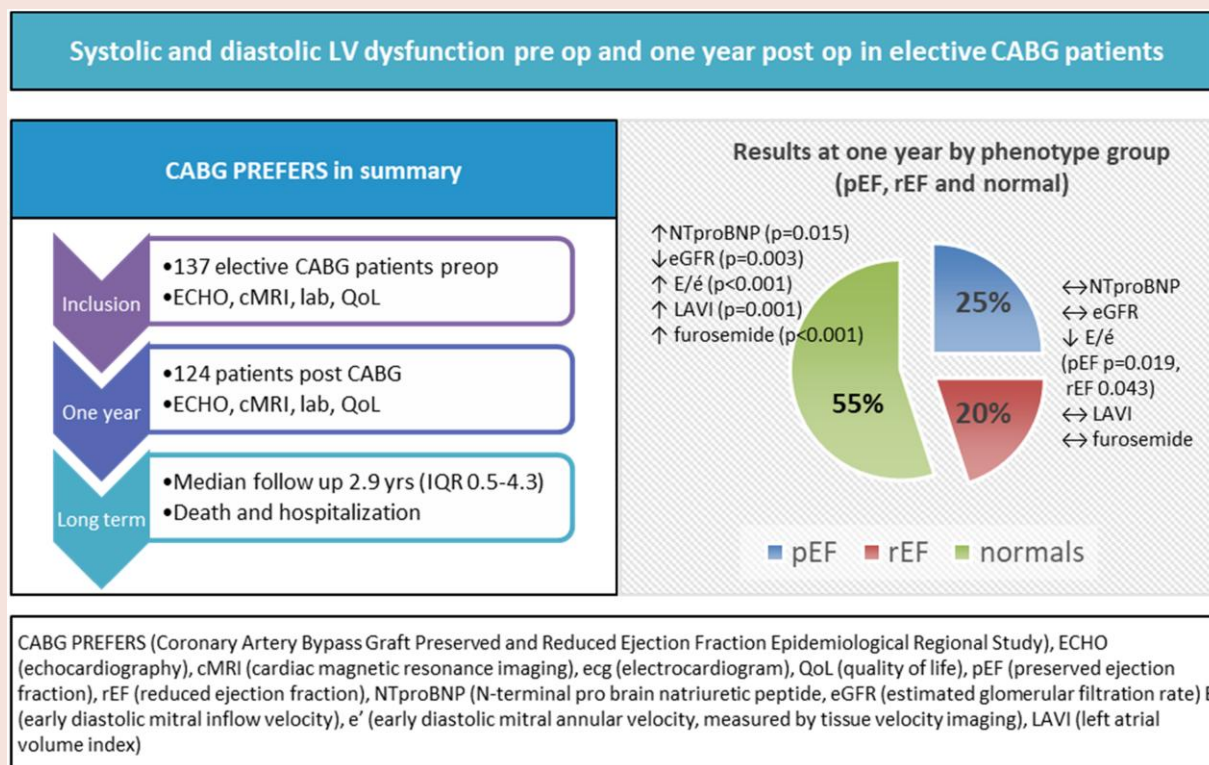 Systolic and diastolic LV dysfunction pre op and one year post op in elective CABG patients
CABG PREFERS in summary
Inclusion
•137 elective CABG patients preop
•ECHO, cMRI, lab, QoL
One year
•124 patients post CABG
•ECHO, cMRI, lab, QoL
Long term
•Median follow up 2.9 yrs (IQR 0.5-4.3)
•Death and hospitalization
Results at one year by phenotype group
(pEF, rEF and normal)
↑NTproBNP (p=0.015)
↓eGFR (p=0.003)
↑ E/é (p<0.001)
↑ LAVI (p=0.001)
↑ furosemide (p<0.001)
55%
25%
20%
↔NTproBNP
↔ eGFR
↓ E/é
(pEF p=0.019,
rEF 0.043)
↔ LAVI
↔ furosemide
pEF rEF normals
CABG PREFERS (Coronary Artery Bypass Graft Preserved and Reduced Ejection Fraction Epidemiological Regional Study), ECHO
(echocardiography), cMRI (cardiac magnetic resonance imaging), ecg (electrocardiogram), QoL (quality of life), pEF (preserved ejection
fraction), rEF (reduced ejection fraction), NTproBNP (N-terminal pro brain natriuretic peptide, eGFR (estimated glomerular filtration rate) E
(early diastolic mitral inflow velocity), e' (early diastolic mitral annular velocity, measured by tissue velocity imaging), LAVI (left atrial
volume index)